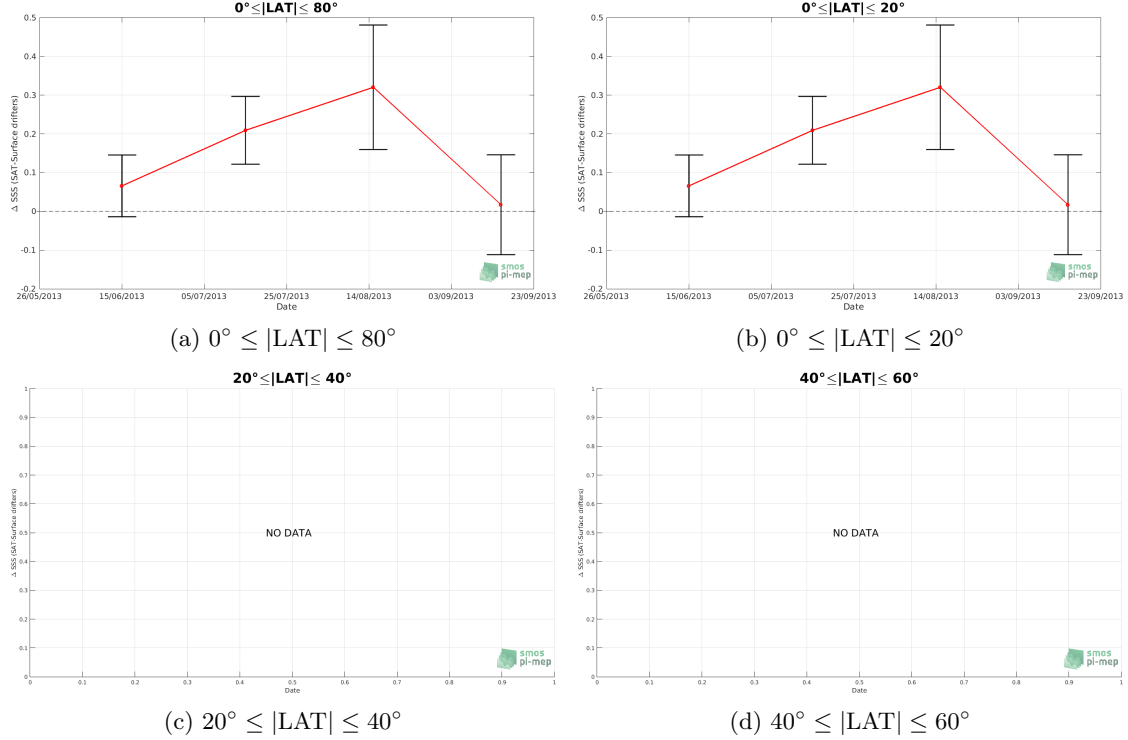 0°≤|LAT|≤ 80°
0.5
0.4
0.3
0.2
0.1
0
-0.1
-0.2
Δ SSS (SAT-Surface drifters)
26/05/2013 15/06/2013 05/07/2013 25/07/2013 14/08/2013 03/09/2013 23/09/2013
Date
smos
pi-mep
(a) 0° ≤ |LAT| ≤ 80°
0°≤|LAT|≤ 20°
0.5
0.4
0.3
0.2
0.1
0
-0.1
-0.2
Δ SSS (SAT-Surface drifters)
26/05/2013 15/06/2013 05/07/2013 25/07/2013 14/08/2013 03/09/2013 23/09/2013
Date
smos
pi-mep
(b) 0° ≤ |LAT| ≤ 20°
20°≤|LAT|≤ 40°
1
0.9
0.8
0.7
0.6
0.5
0.4
0.3
0.2
0.1
0
Δ SSS (SAT-Surface drifters)
NO DATA
0 0.1 0.2 0.3 0.4 0.5 0.6 0.7 0.8 0.9 1
Date
smos
pi-mep
(c) 20° ≤ |LAT| ≤ 40°
40°≤|LAT|≤ 60°
1
0.9
0.8
0.7
0.6
0.5
0.4
0.3
0.2
0.1
0
Δ SSS (SAT-Surface drifters)
NO DATA
0 0.1 0.2 0.3 0.4 0.5 0.6 0.7 0.8 0.9 1
Date
smos
pi-mep
(d) 40° ≤ |LAT| ≤ 60°